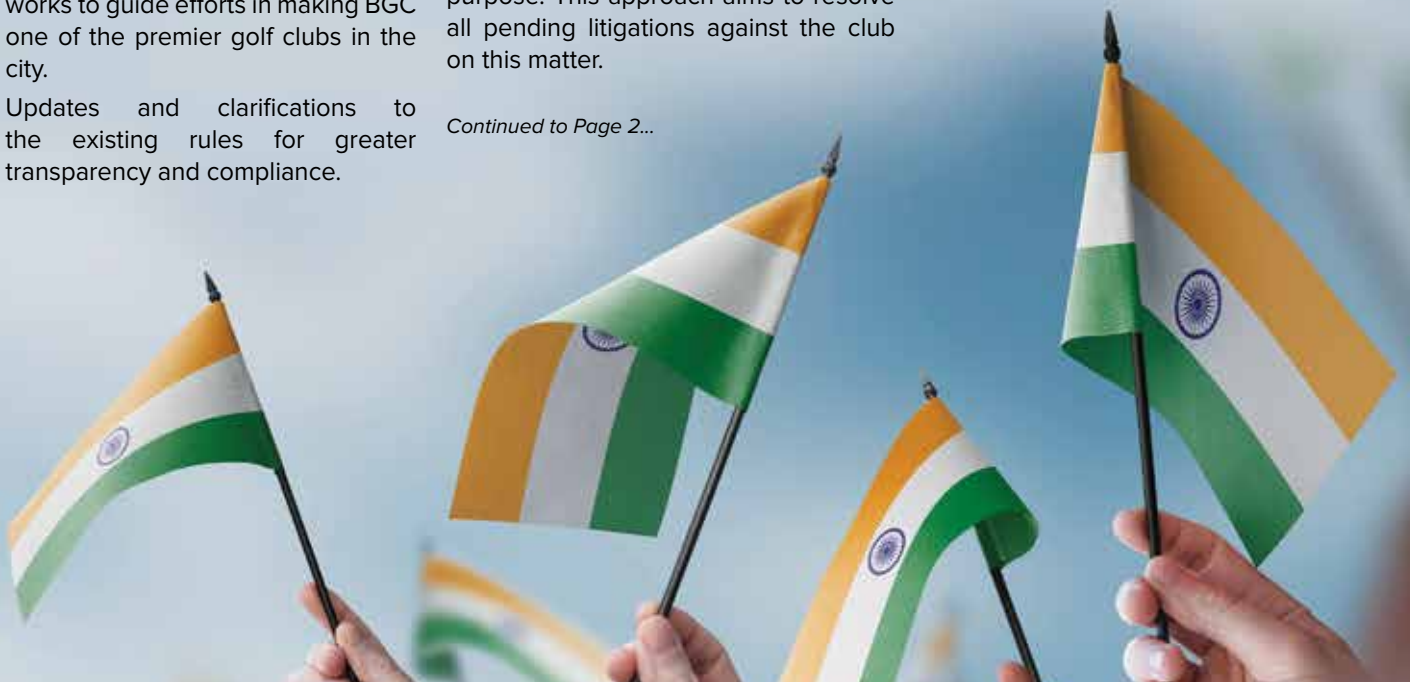 works to guide efforts in making BGC
one of the premier golf clubs in the
city.
Updates and clarifications to
the existing rules for greater
transparency and compliance.
purpose. This approach aims to resolve
all pending litigations against the club
on this matter.
Continued to Page 2...